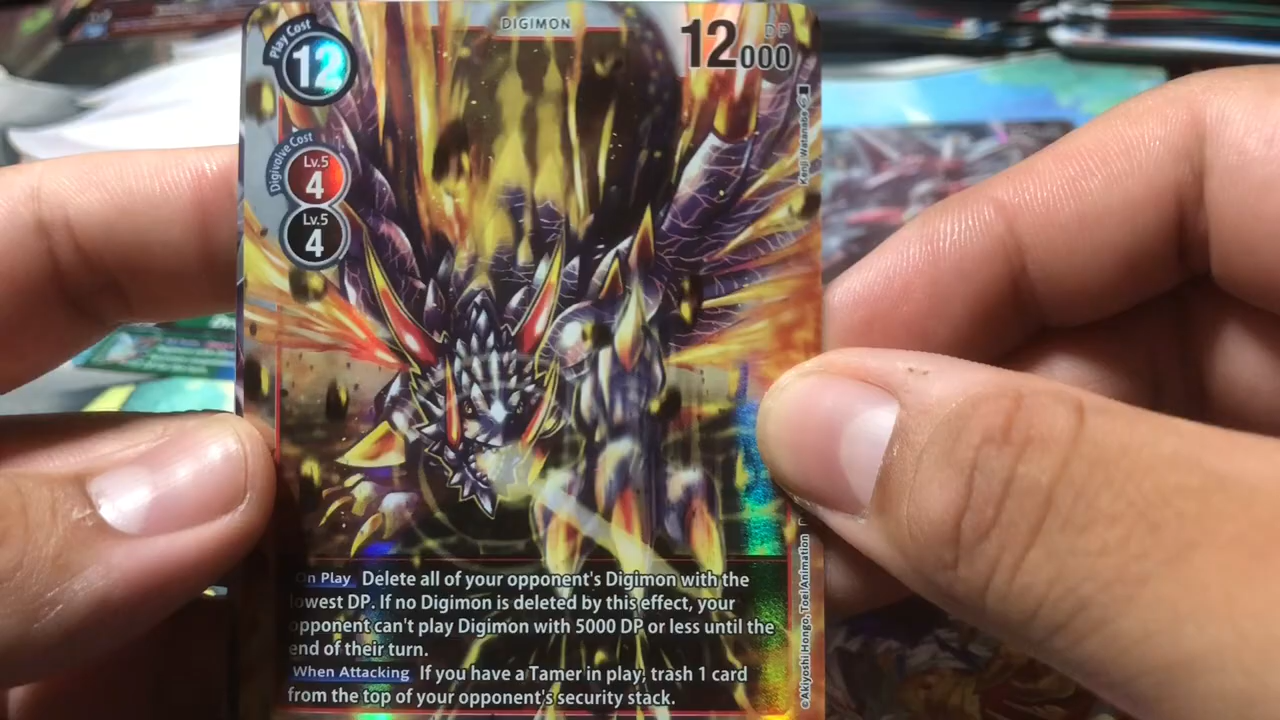 DIGIMON
Play Cost
12
DP
12000
Digivolve Cost
Lv.5
4
Lv.5
4
Kenji Watanabe
On Play Delete all of your opponent's Digimon with the
lowest DP. If no Digimon is deleted by this effect, your
opponent can't play Digimon with 5000 DP or less until the
end of their turn.
When Attacking If you have a Tamer in play, trash 1 card
from the top of your opponent's security stack.
©Akiyoshi Hongo, Toei Animation